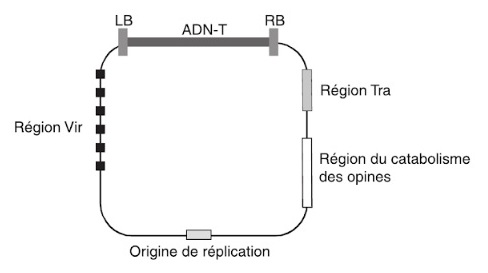 LB
ADN-T
RB
Région Vir
Région Tra
Région du catabolisme
des opines
Origine de réplication